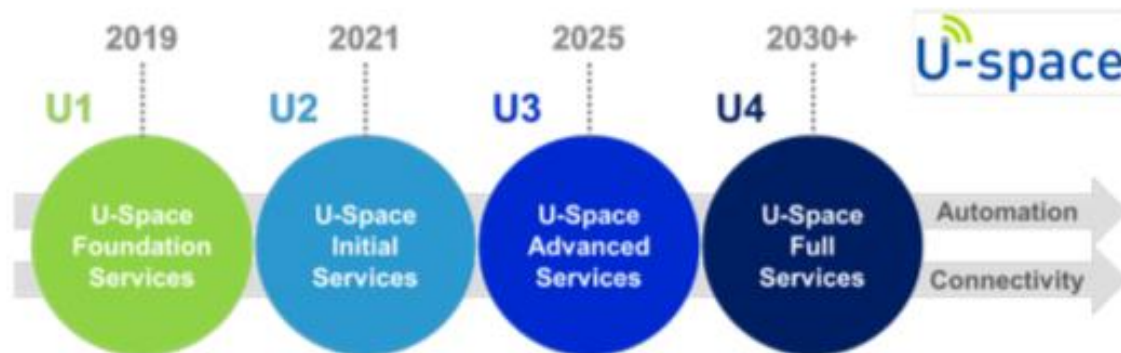 2019
2021
2025
2030+
U-space
U1
U2
U3
U4
U-Space
Foundation
Services
U-Space
Initial
Services
U-Space
Advanced
Services
U-Space
Full
Services
Automation
Connectivity